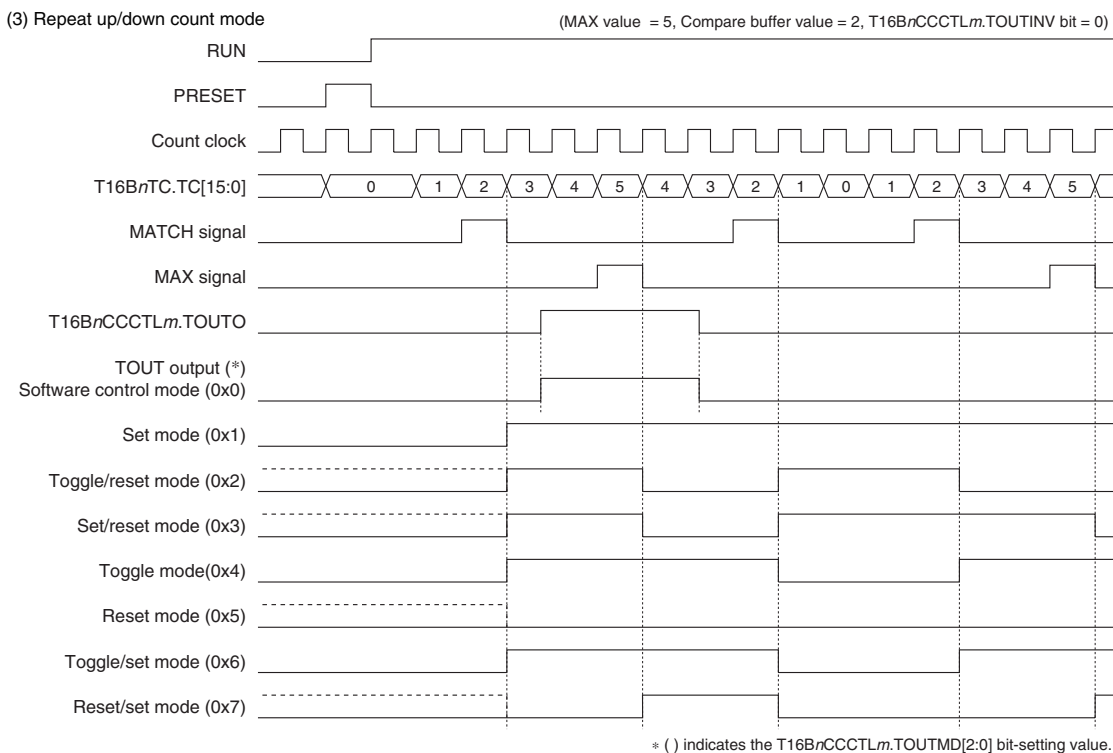 (3) Repeat up/down count mode
(MAX value = 5, Compare buffer value = 2, T16BnCCCTLm.TOUTINV bit = 0)
RUN
PRESET
Count clock
T16BnTC.TC[15:0] 0 1 2 3 4 5 4 3 2 1 0 1 2 3 4 5
MATCH signal
MAX signal
T16BnCCCTLm.TOUTO
TOUT output (*)
Software control mode (0x0)
Set mode (0x1)
Toggle/reset mode (0x2)
Set/reset mode (0x3)
Toggle mode(0x4)
Reset mode (0x5)
Toggle/set mode (0x6)
Reset/set mode (0x7)
* ( ) indicates the T16BnCCCTLm.TOUTMD[2:0] bit-setting value.